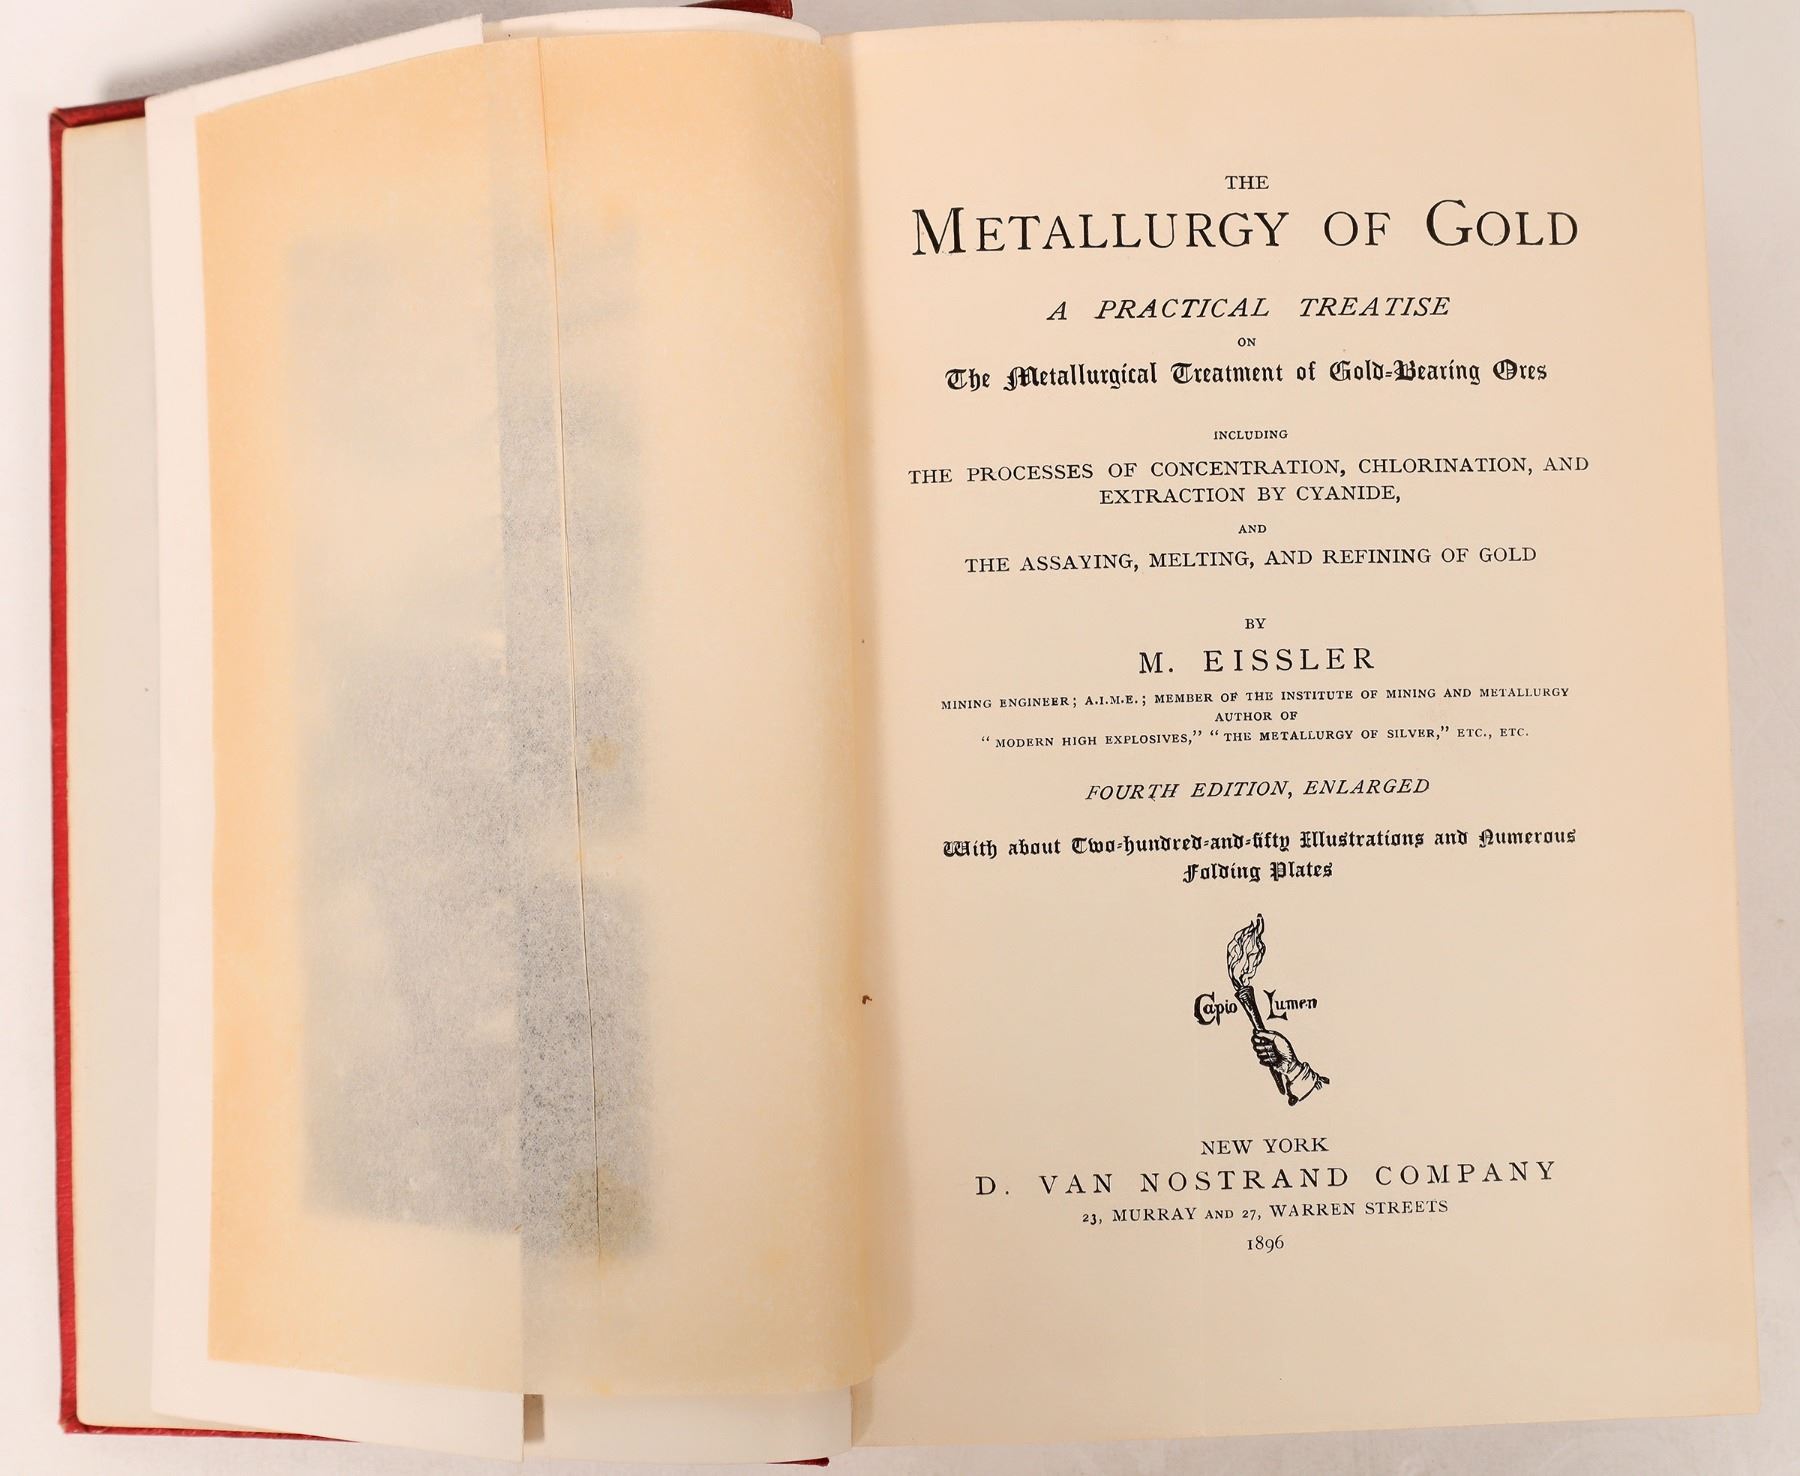 THE
METALLURGY OF GOLD
A PRACTICAL TREATISE
ON
The Metallurgical Treatment of Gold-Bearing Ores
INCLUDING
THE PROCESSES OF CONCENTRATION, CHLORINATION, AND
EXTRACTION BY CYANIDE,
AND
THE ASSAYING, MELTING, AND REFINING OF GOLD
BY
M. EISSLER
MINING ENGINEER; A.I.M.E.; MEMBER OF THE INSTITUTE OF MINING AND METALLURGY
AUTHOR OF
“MODERN HIGH EXPLOSIVES,” “THE METALLURGY OF SILVER,” ETC., ETC.
FOURTH EDITION, ENLARGED
With about Two-hundred-and-fifty Illustrations and Numerous
Folding Plates
Capio Lumen
NEW YORK
D. VAN NOSTRAND COMPANY
23, MURRAY AND 27, WARREN STREETS
1896